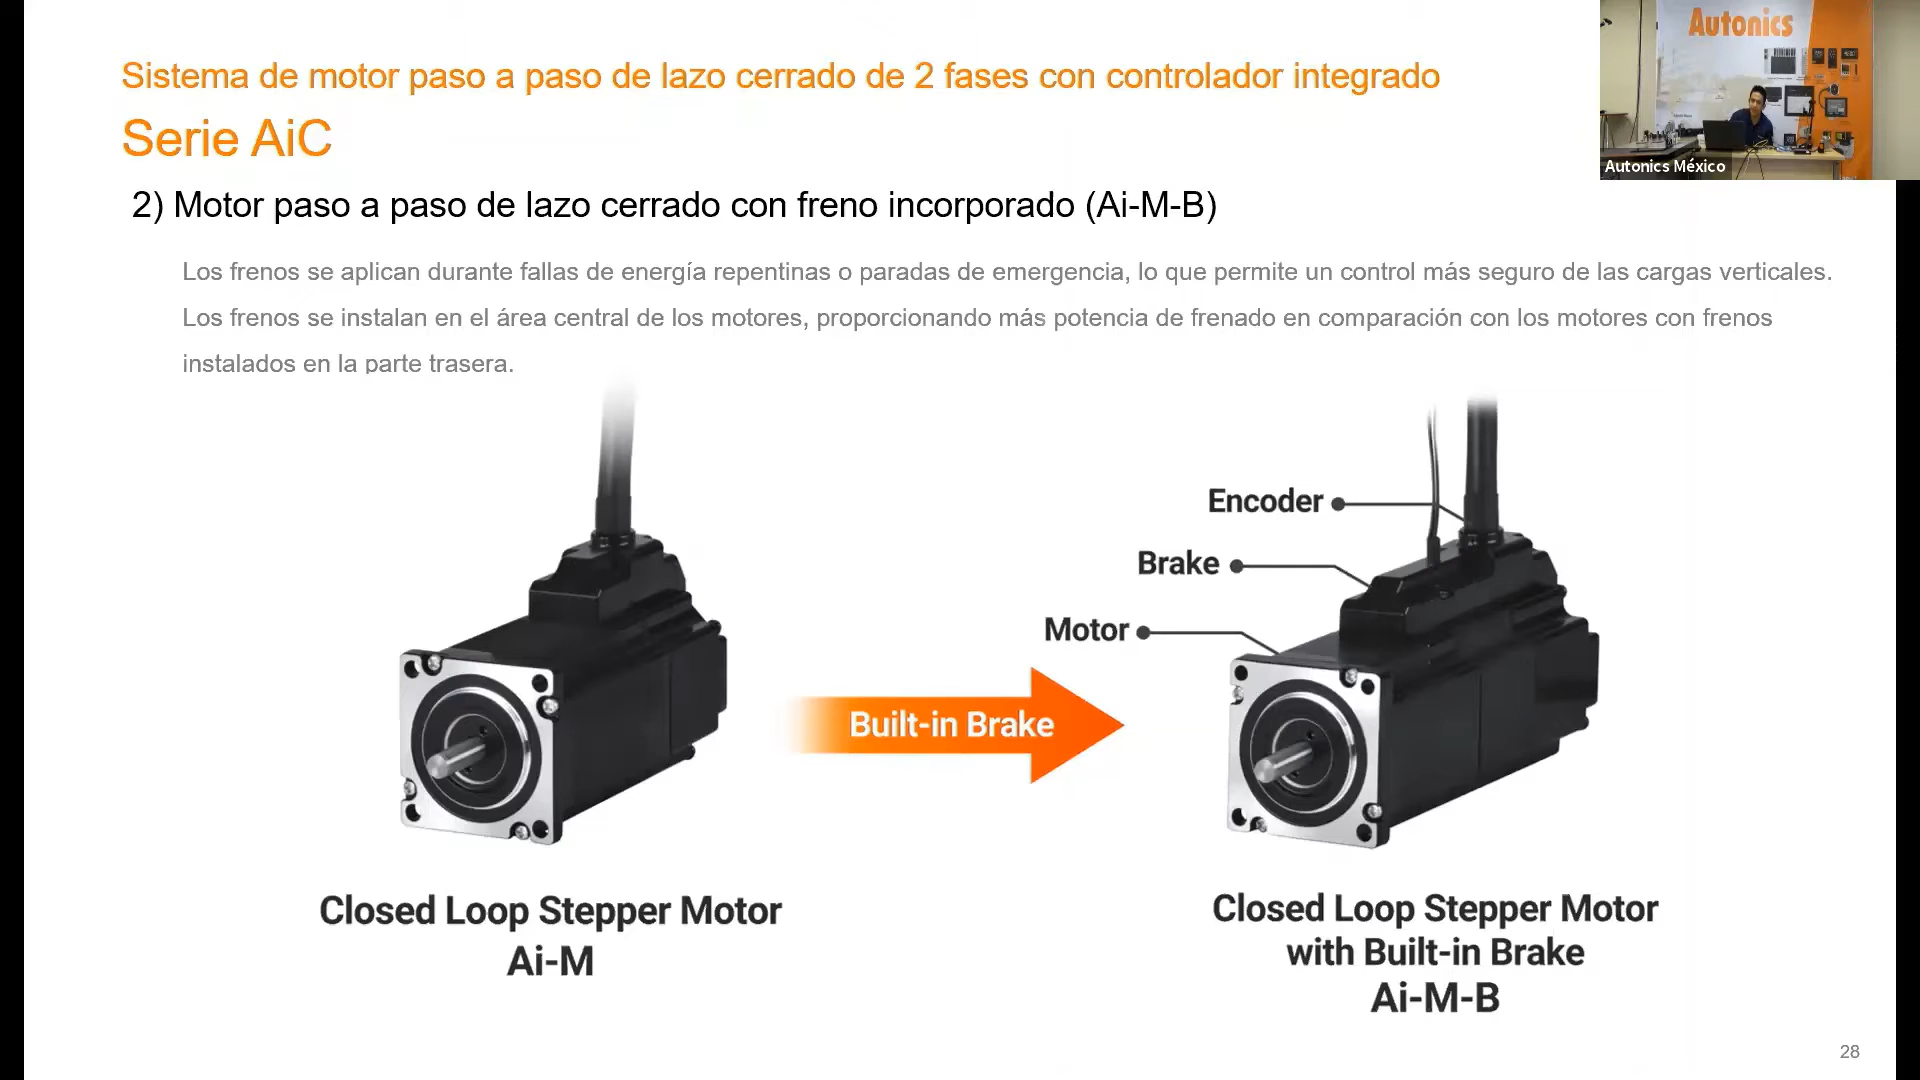 Sistema de motor paso a paso de lazo cerrado de 2 fases con controlador integrado
Serie AiC
Autonics
Autonics México
2) Motor paso a paso de lazo cerrado con freno incorporado (Ai-M-B)
Los frenos se aplican durante fallas de energía repentinas o paradas de emergencia, lo que permite un control más seguro de las cargas verticales.
Los frenos se instalan en el área central de los motores, proporcionando más potencia de frenado en comparación con los motores con frenos
instalados en la parte trasera.
Encoder
Brake
Motor
Built-in Brake
Closed Loop Stepper Motor
Ai-M
Closed Loop Stepper Motor
with Built-in Brake
Ai-M-B
28